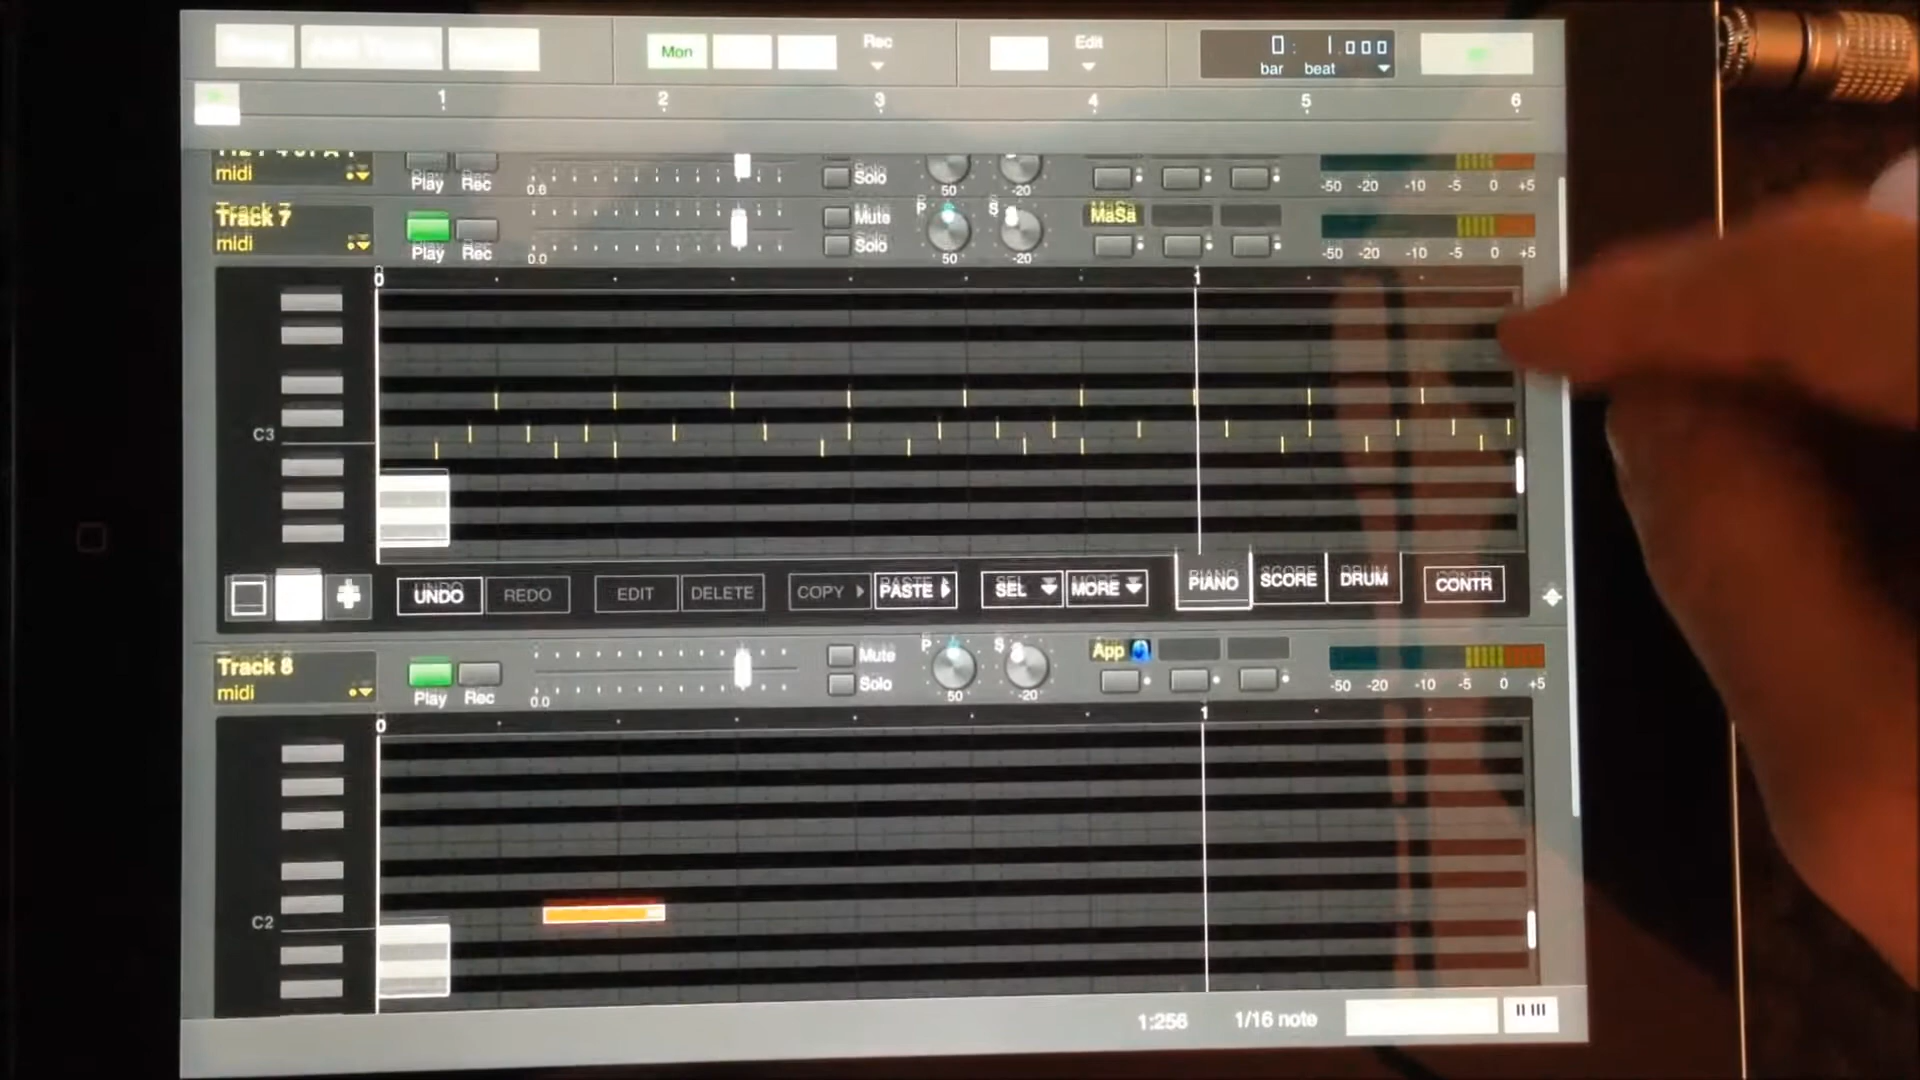 Mon
Rec
Edit
0: 1.000
bar beat
1 2 3 4 5 6
midi
Play Rec
0.0
Solo
50
-20
-50 -20 -10 -5 0 +5
Track 7
midi
Play Rec
0.0
Mute
Solo
P
50
S
-20
MaSa
-50 -20 -10 -5 0 +5
0 1
C3
UNDO REDO EDIT DELETE COPY PASTE SEL MORE PIANO SCORE DRUM CONTR
Track 8
midi
Play Rec
0.0
Mute
Solo
P
50
S
-20
App
-50 -20 -10 -5 0 +5
0 1
C2
1:256 1/16 note